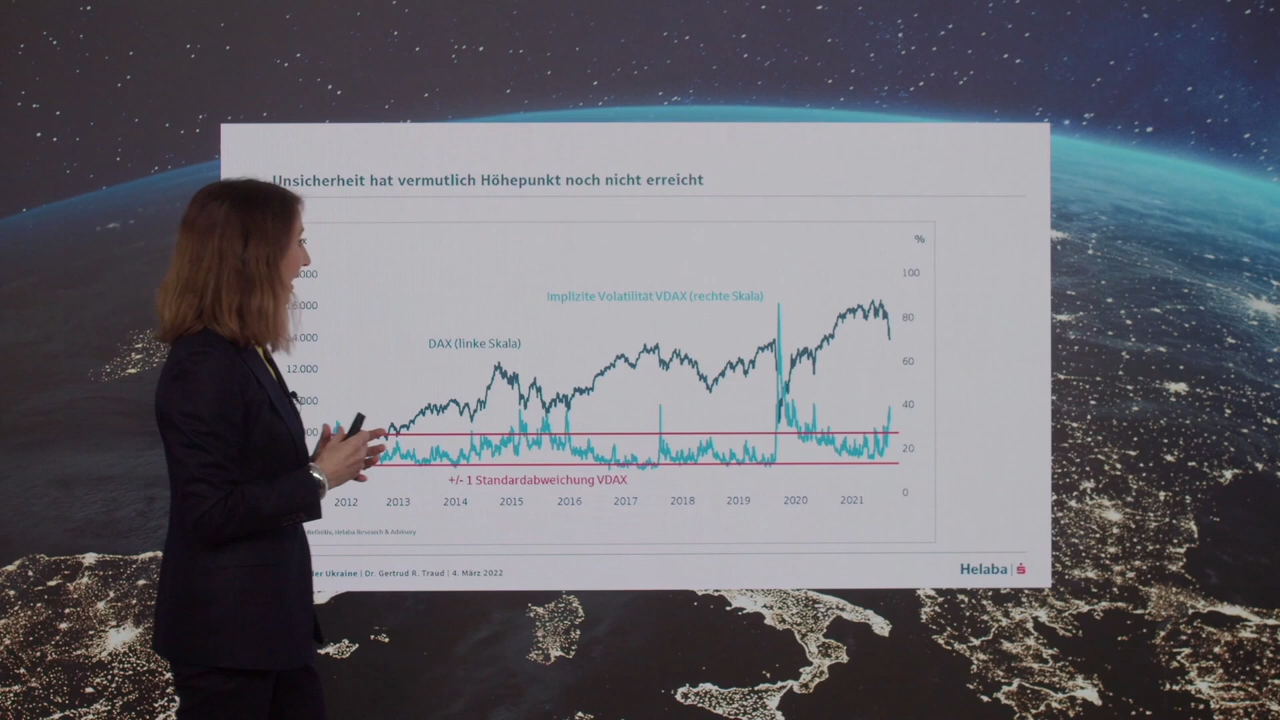 Unsicherheit hat vermutlich Höhepunkt noch nicht erreicht
%
100
Implizite Volatilität VDAX (rechte Skala)
80
DAX (linke Skala)
60
12.000
40
20
+/- 1 Standardabweichung VDAX
0
2012 2013 2014 2015 2016 2017 2018 2019 2020 2021
Helaba Research & Advisory
Ukraine | Dr. Gertrud R. Traud | 4. März 2022
Helaba